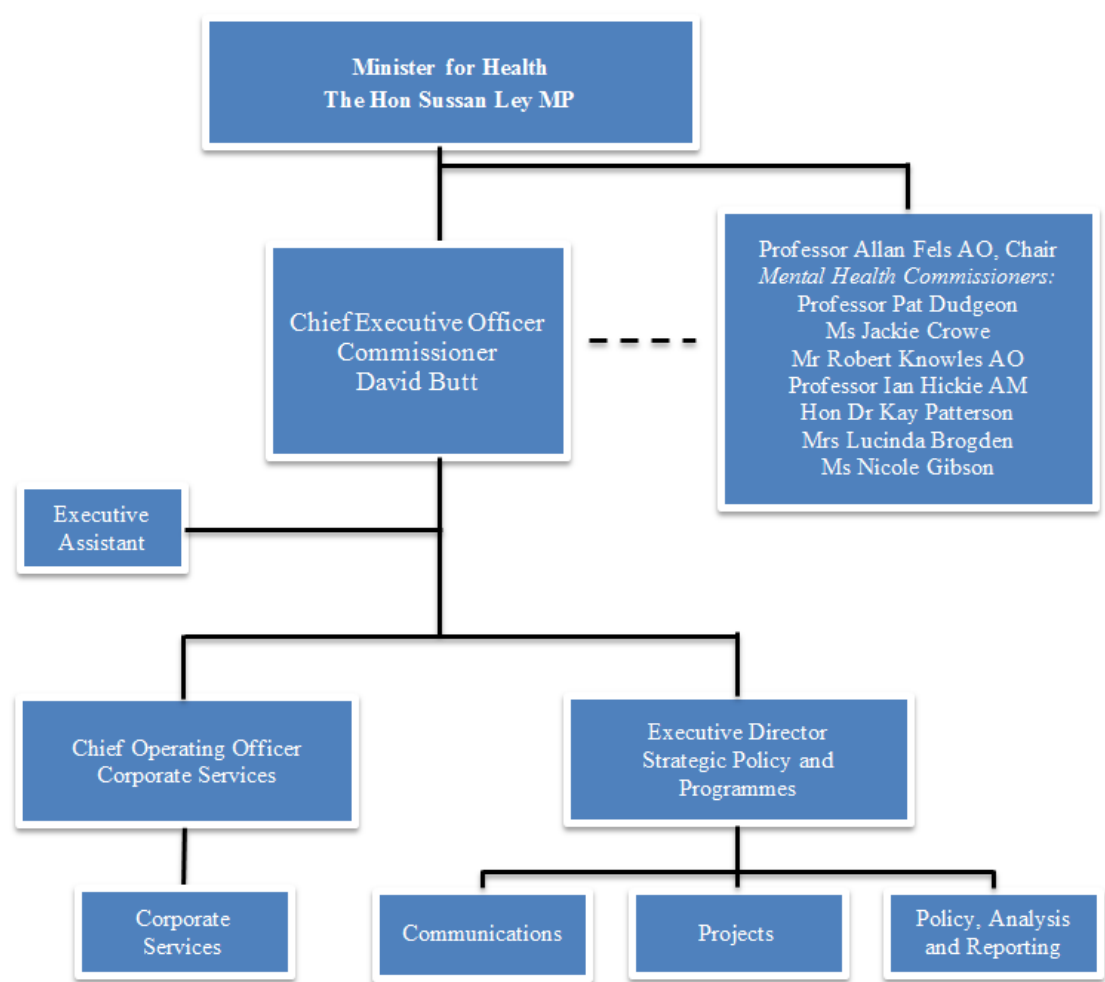 Minister for Health
The Hon Sussan Ley MP
Chief Executive Officer
Commissioner
David Butt
Professor Allan Fels AO, Chair
Mental Health Commissioners:
Professor Pat Dudgeon
Ms Jackie Crowe
Mr Robert Knowles AO
Professor Ian Hickie AM
Hon Dr Kay Patterson
Mrs Lucinda Brogden
Ms Nicole Gibson
Executive
Assistant
Chief Operating Officer
Corporate Services
Executive Director
Strategic Policy and
Programmes
Corporate
Services
Communications
Projects
Policy, Analysis
and Reporting